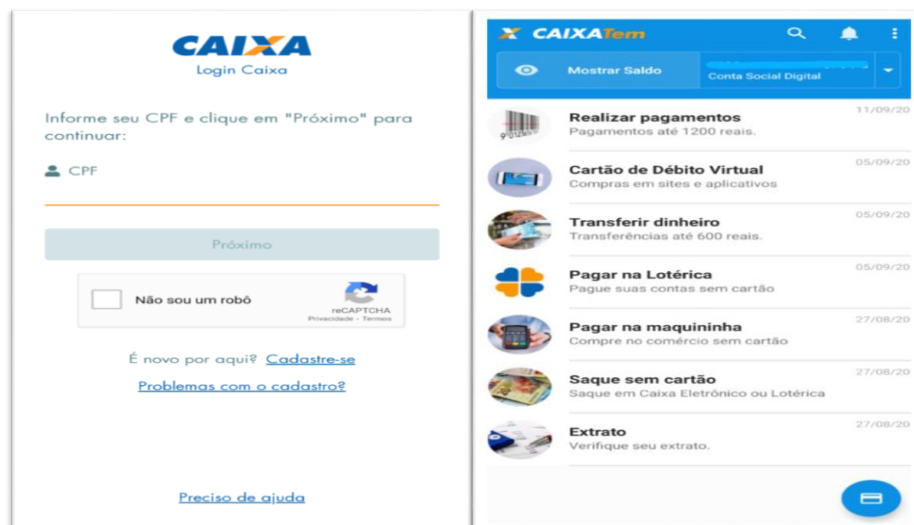 CAIXA
Login Caixa
Informe seu CPF e clique em "Próximo" para
continuar:
CPF
Próximo
Não sou um robô
reCAPTCHA
Privacidade - Termos
É novo por aqui? Cadastre-se
Problemas com o cadastro?
Preciso de ajuda
CAIXATem
Mostrar Saldo
Conta Social Digital
Realizar pagamentos
11/09/20
Pagamentos até 1200 reais.
Cartão de Débito Virtual
05/09/20
Compras em sites e aplicativos
Transferir dinheiro
05/09/20
Transferências até 600 reais.
Pagar na Lotérica
05/09/20
Pague suas contas sem cartão
Pagar na maquininha
27/08/20
Compre no comércio sem cartão
Saque sem cartão
27/08/20
Saque em Caixa Eletrônico ou Lotérica
Extrato
27/08/20
Verifique seu extrato.